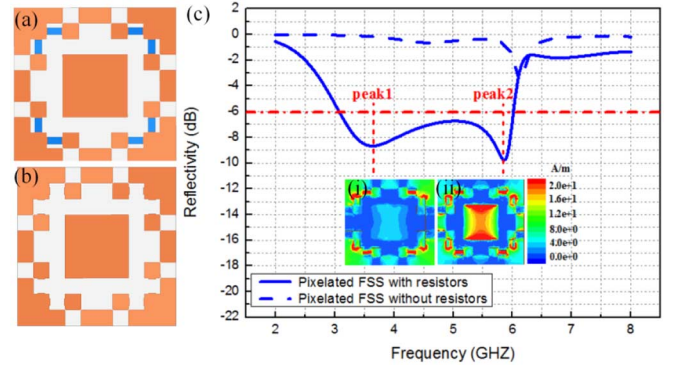 (a)
(b)
(c)
2
0
-2
-4
-6
-8
-10
-12
-14
-16
-18
-20
-22
Reflectivity (dB)
peak1
peak2
(i)
(ii)
A/m
2.0e+1
1.6e+1
1.2e+1
8.0e+0
4.0e+0
0.0e+0
Pixelated FSS with resistors
Pixelated FSS without resistors
2
3
4
5
6
7
8
Frequency (GHZ)